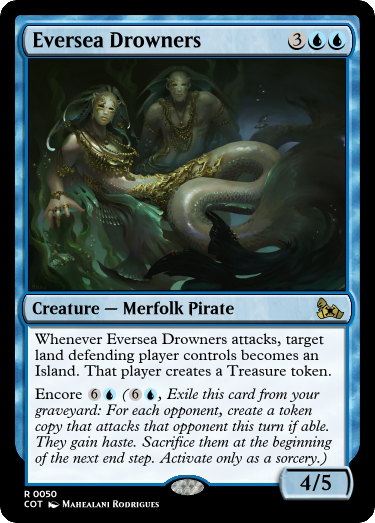 Eversea Drowners 3
Creature — Merfolk Pirate
Whenever Eversea Drowners attacks, target
land defending player controls becomes an
Island. That player creates a Treasure token.
Encore 6 (6, Exile this card from your
graveyard: For each opponent, create a token
copy that attacks that opponent this turn if able.
They gain haste. Sacrifice them at the beginning
of the next end step. Activate only as a sorcery.)
4/5
R 0050
COT Mahealani Rodrigues